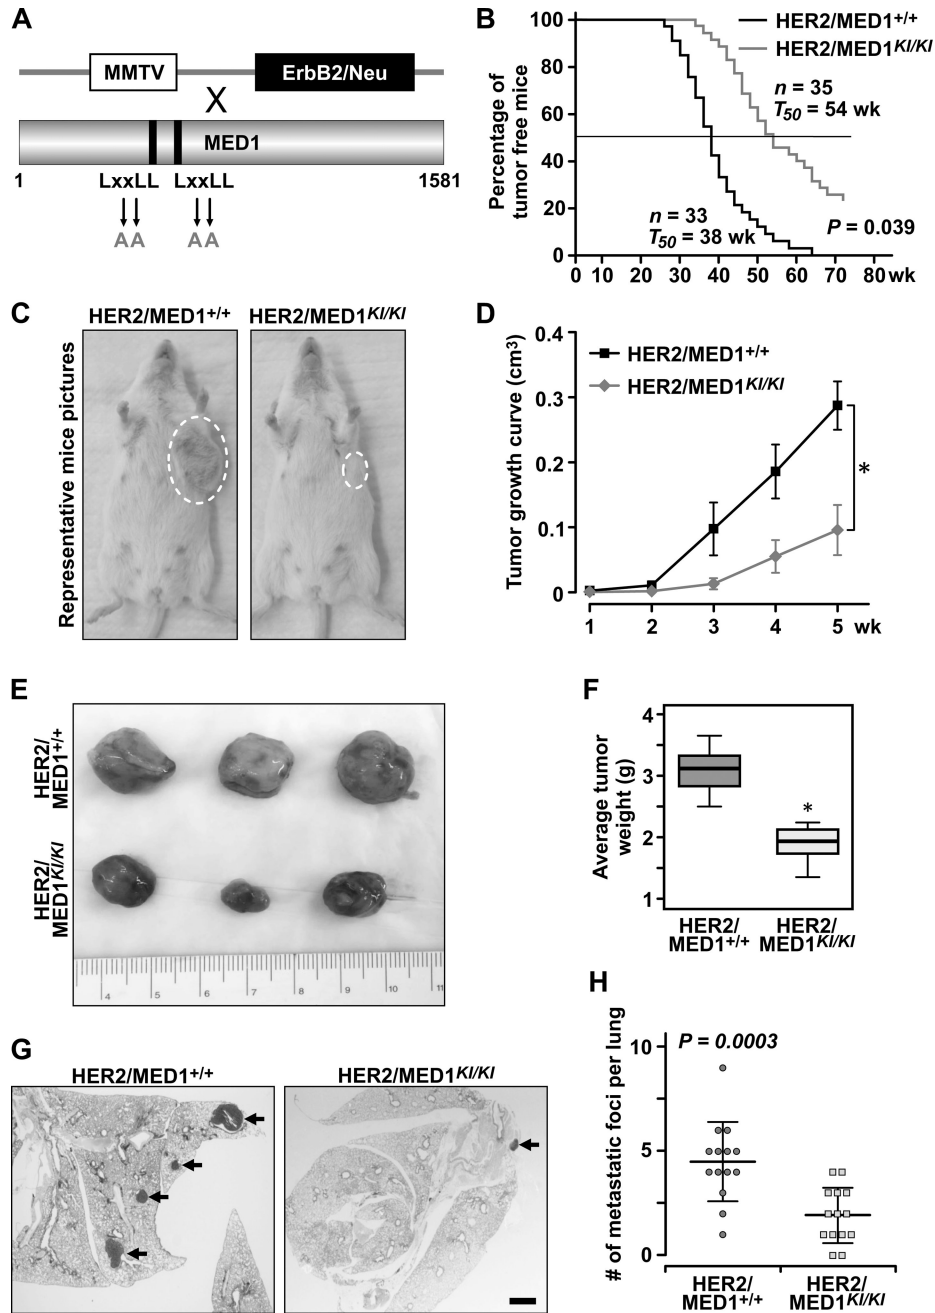 A
MMTV
ErbB2/Neu
X
MED1
1
LxxLL
LxxLL
1581
AA
AA
B
HER2/MED1+/+
HER2/MED1KI/KI
n = 35
T50 = 54 wk
n = 33
T50 = 38 wk
P = 0.039
Percentage of
tumor free mice
100
80
60
40
20
0
0
10
20
30
40
50
60
70
80
wk
C
HER2/MED1+/+
HER2/MED1KI/KI
Representative mice pictures
D
HER2/MED1+/+
HER2/MED1KI/KI
Tumor growth curve (cm3)
0.4
0.3
0.2
0.1
0
*
1
2
3
4
5
wk
E
HER2/
MED1+/+
HER2/
MED1KI/KI
4
5
6
7
8
9
10
11
F
Average tumor
weight (g)
4
3
2
1
*
HER2/
MED1+/+
HER2/
MED1KI/KI
G
HER2/MED1+/+
HER2/MED1KI/KI
H
# of metastatic foci per lung
P = 0.0003
10
5
0
HER2/
MED1+/+
HER2/
MED1KI/KI